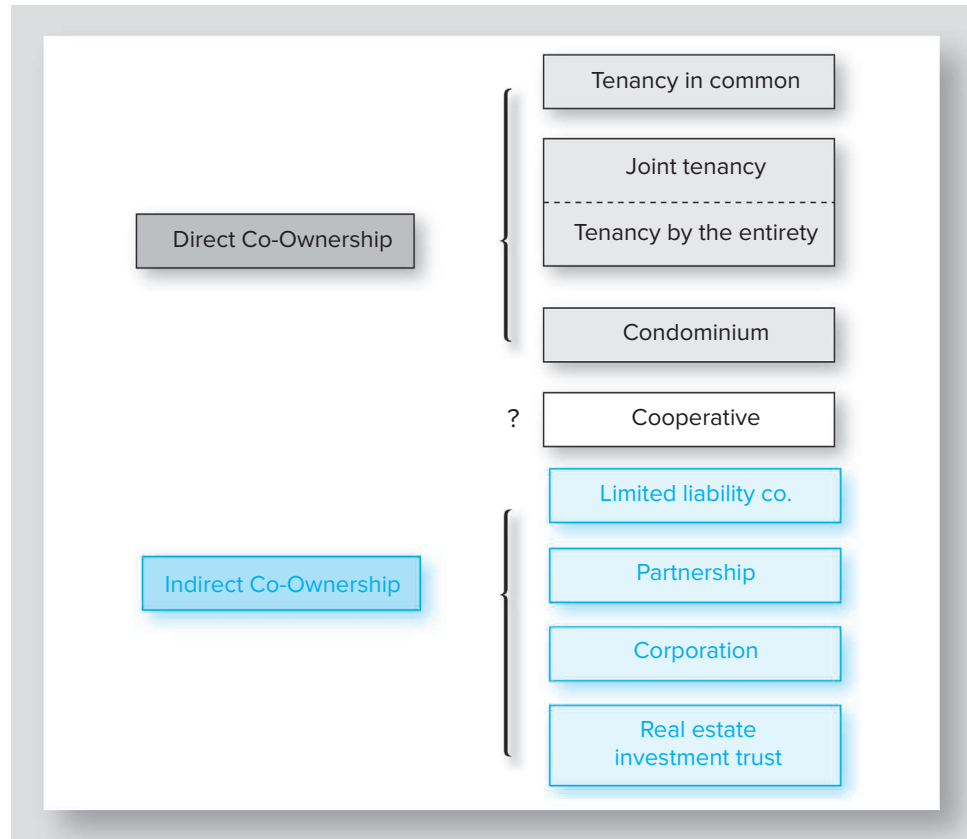 Direct Co-Ownership
Tenancy in common
Joint tenancy
Tenancy by the entirety
Condominium
?
Cooperative
Indirect Co-Ownership
Limited liability co.
Partnership
Corporation
Real estate
investment trust